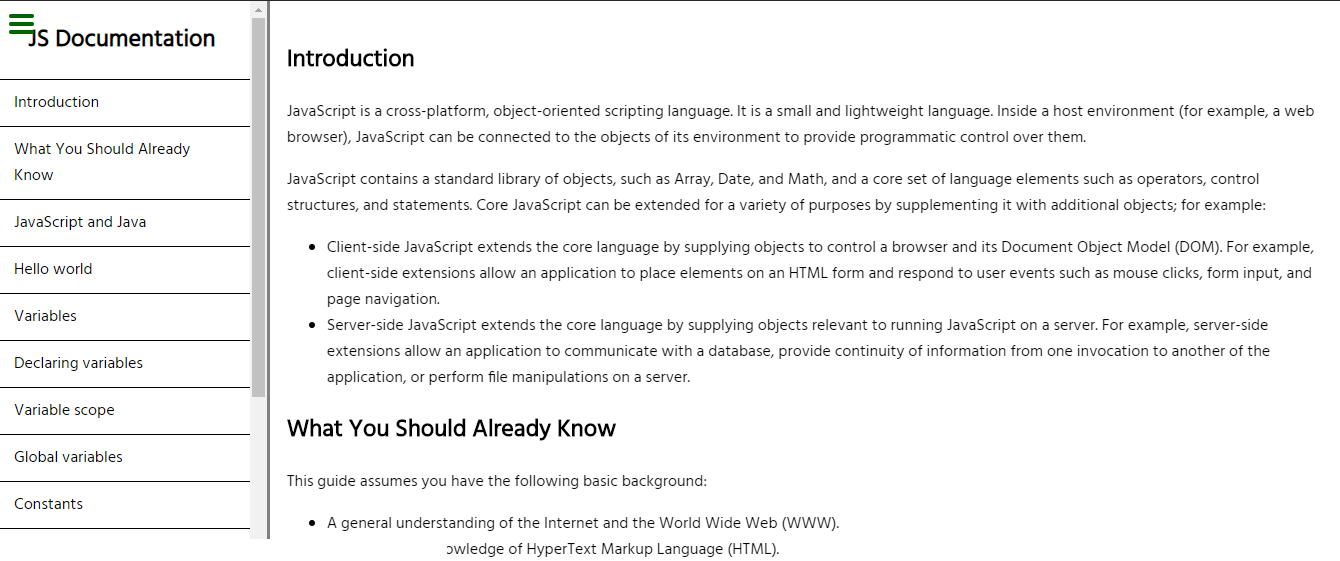 JS Documentation
Introduction
What You Should Already
Know
JavaScript and Java
Hello world
Variables
Declaring variables
Variable scope
Global variables
Constants
Introduction
JavaScript is a cross-platform, object-oriented scripting language. It is a small and lightweight language. Inside a host environment (for example, a web
browser), JavaScript can be connected to the objects of its environment to provide programmatic control over them.
JavaScript contains a standard library of objects, such as Array, Date, and Math, and a core set of language elements such as operators, control
structures, and statements. Core JavaScript can be extended for a variety of purposes by supplementing it with additional objects; for example:
Client-side JavaScript extends the core language by supplying objects to control a browser and its Document Object Model (DOM). For example,
client-side extensions allow an application to place elements on an HTML form and respond to user events such as mouse clicks, form input, and
page navigation.
Server-side JavaScript extends the core language by supplying objects relevant to running JavaScript on a server. For example, server-side
extensions allow an application to communicate with a database, provide continuity of information from one invocation to another of the
application, or perform file manipulations on a server.
What You Should Already Know
This guide assumes you have the following basic background:
A general understanding of the Internet and the World Wide Web (WWW).
of HyperText Markup Language (HTML).